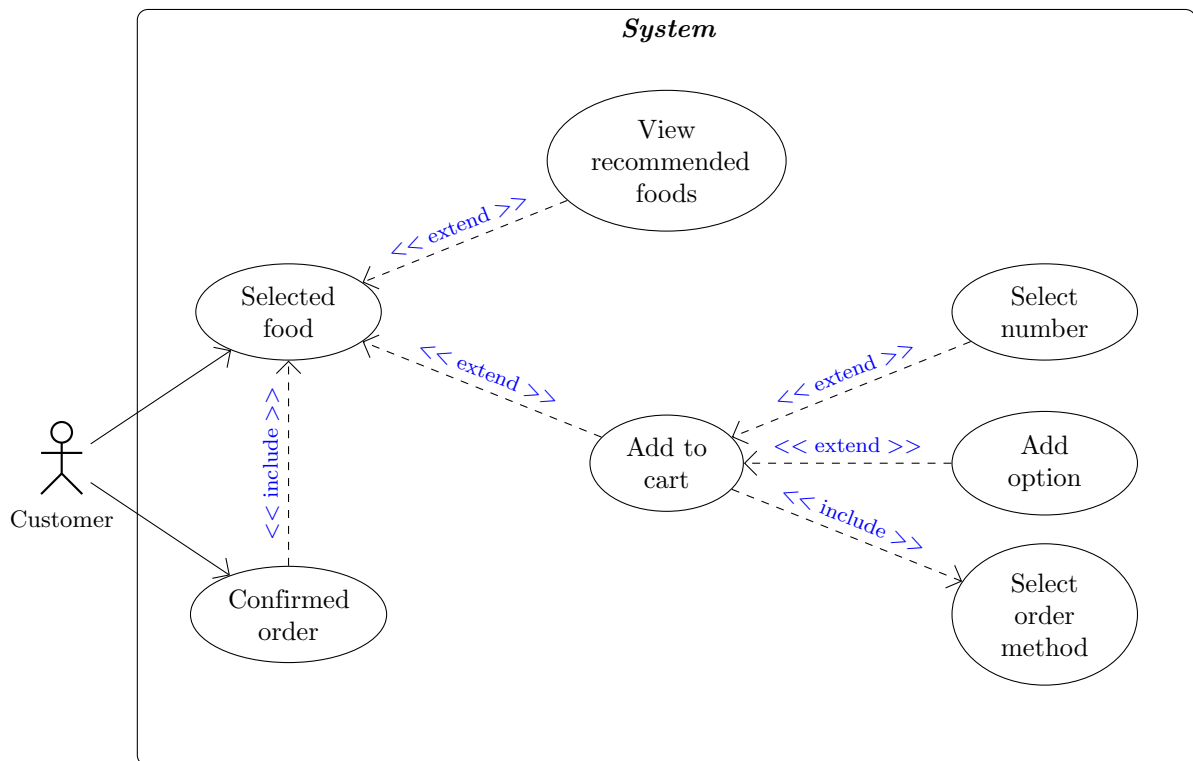 System
View
recommended
foods
<< extend >>
Selected
food
Select
number
<< extend >>
<< extend >>
<< include >>
Add to
cart
<< extend >>
Add
option
Customer
<< include >>
Confirmed
order
Select
order
method